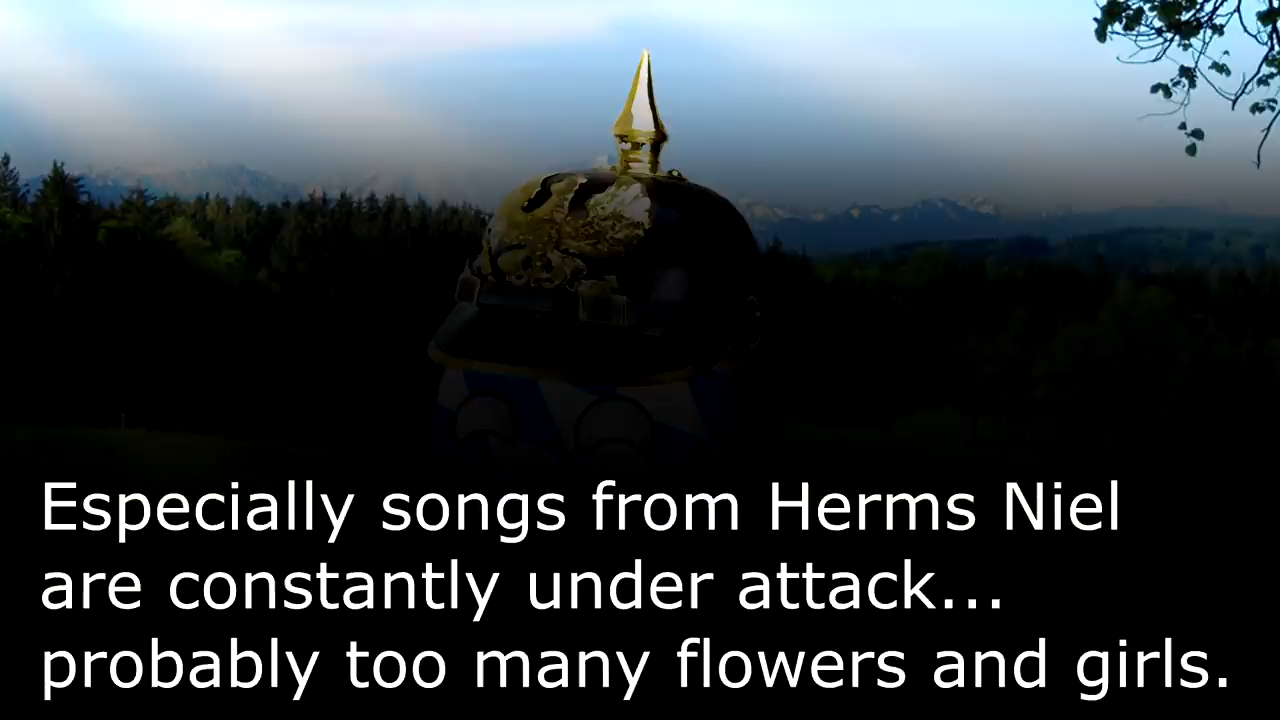 Especially songs from Herms Niel
are constantly under attack...
probably too many flowers and girls.